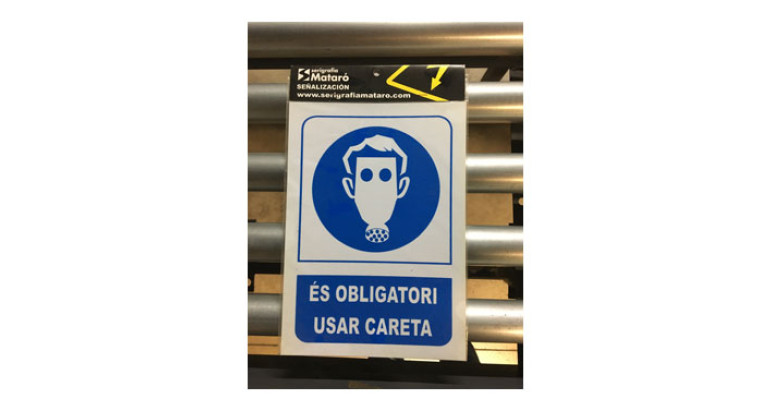 serigrafia
Mataró
SEÑALIZACIÓN
www.serigrafiamataro.com
ÉS OBLIGATORI
USAR CARETA